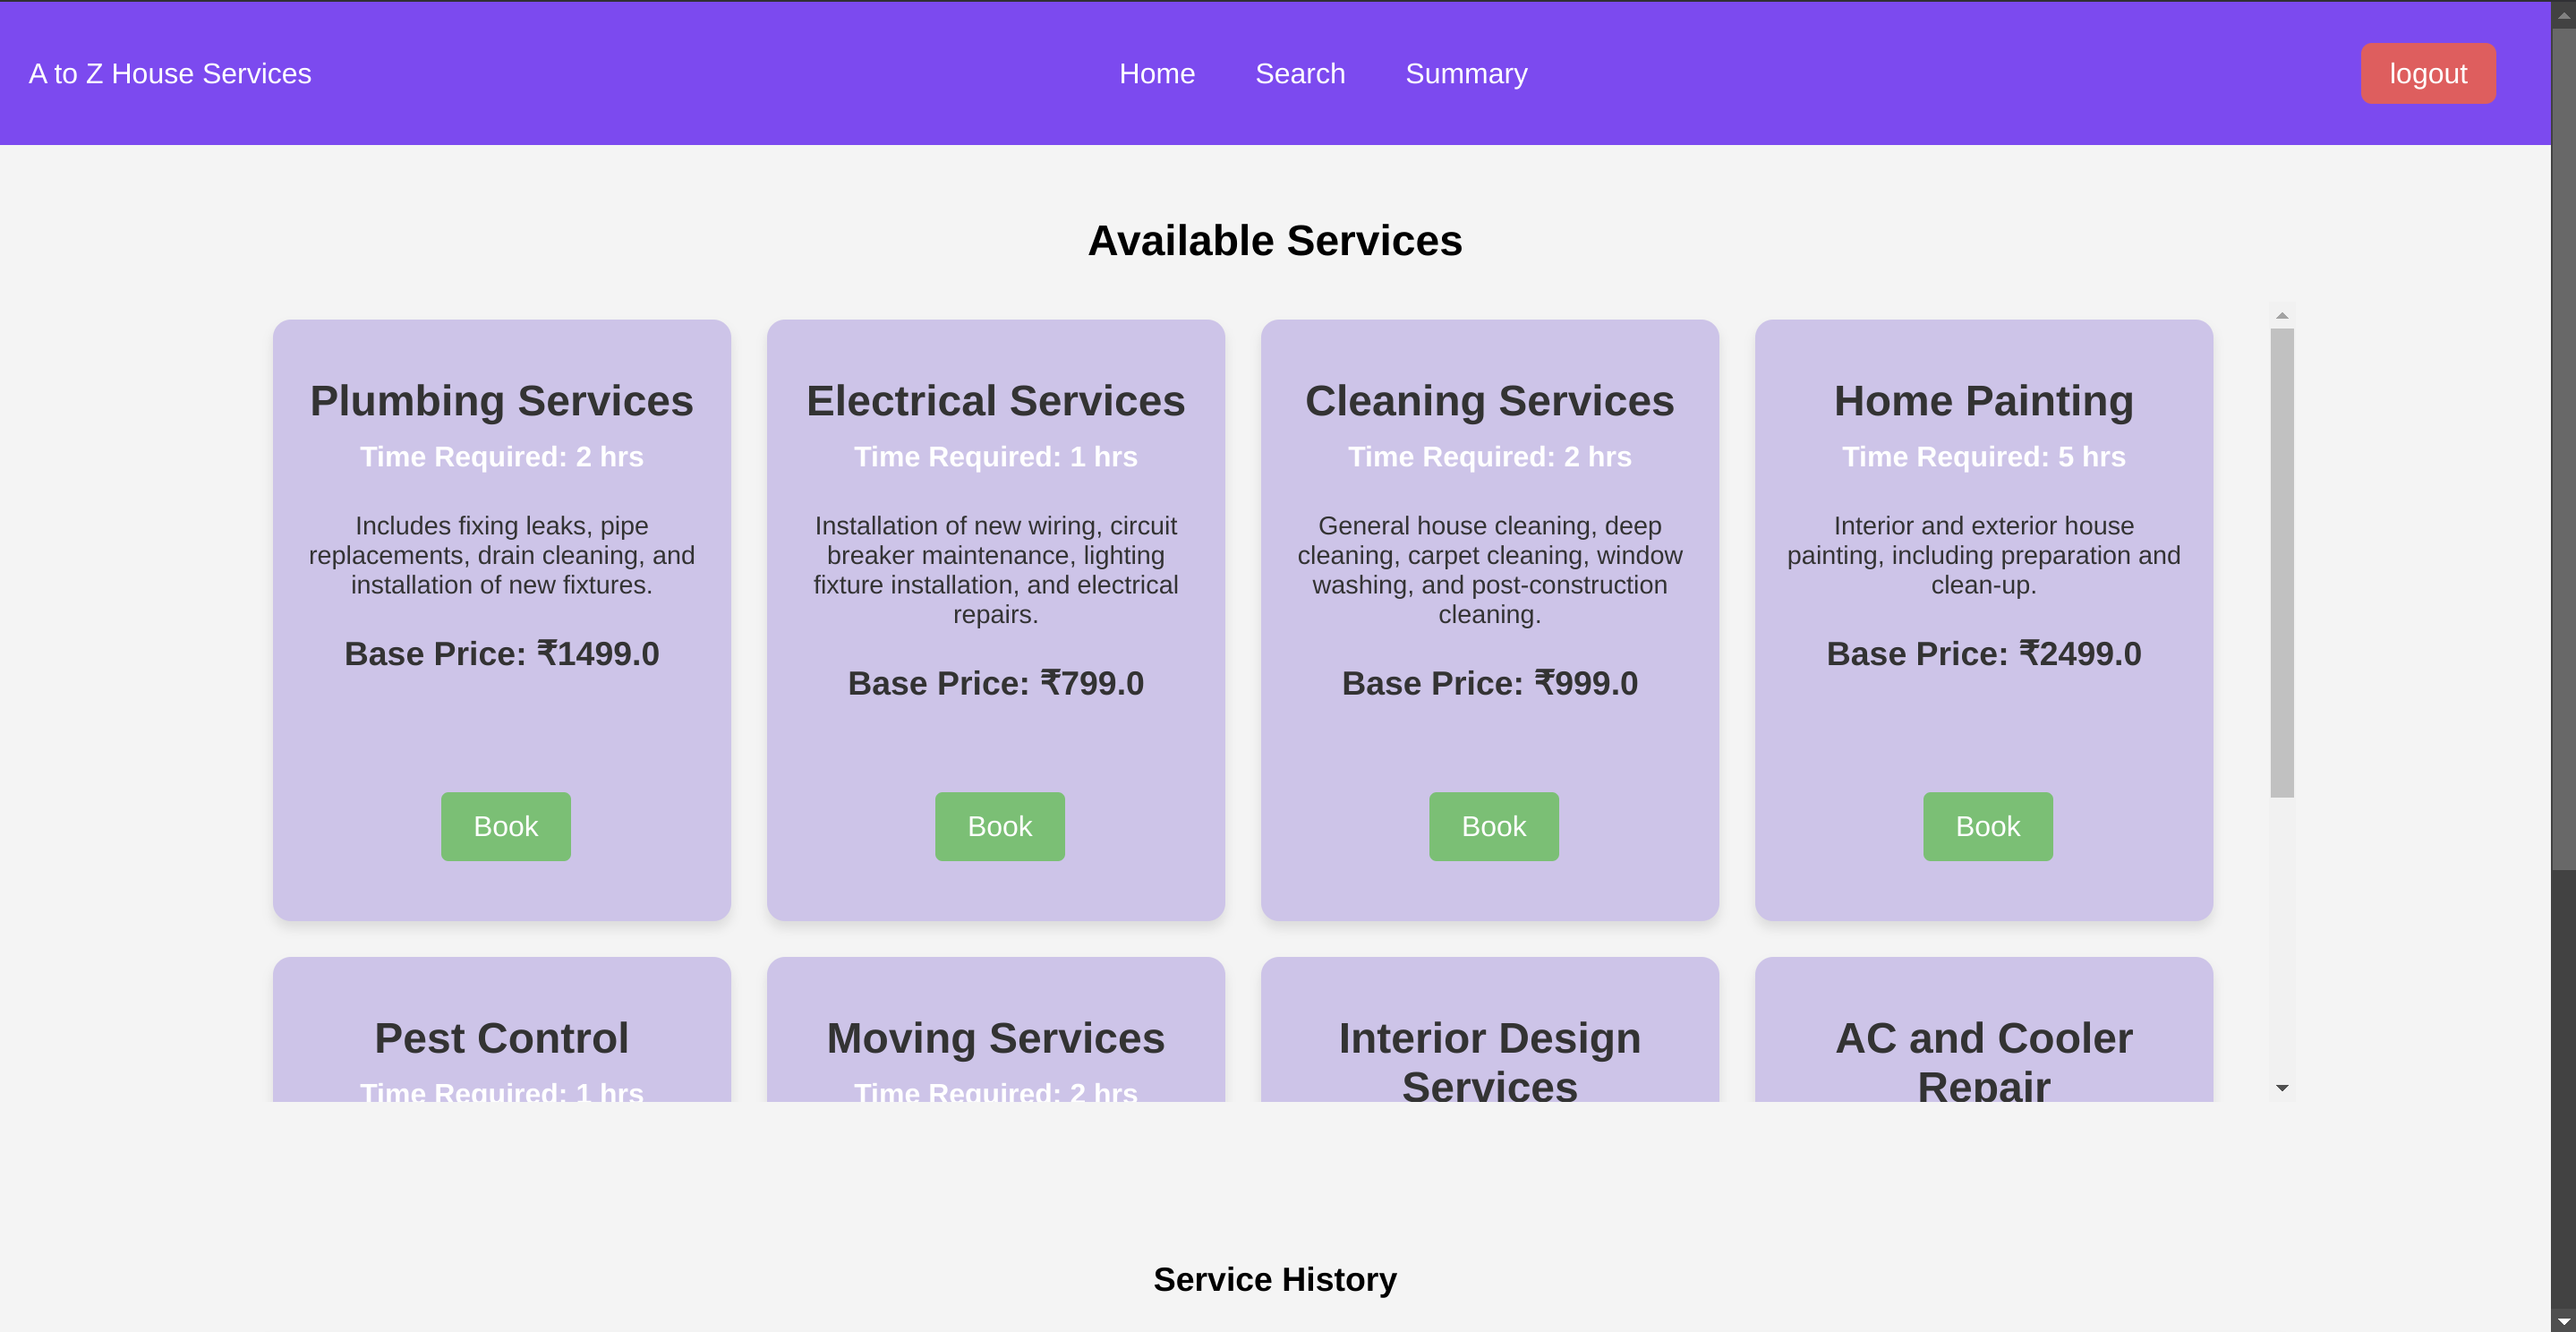 A to Z House Services
Home
Search
Summary
logout
Available Services
Plumbing Services
Time Required: 2 hrs
Includes fixing leaks, pipe
replacements, drain cleaning, and
installation of new fixtures.
Base Price: ₹1499.0
Book
Electrical Services
Time Required: 1 hrs
Installation of new wiring, circuit
breaker maintenance, lighting
fixture installation, and electrical
repairs.
Base Price: ₹799.0
Book
Cleaning Services
Time Required: 2 hrs
General house cleaning, deep
cleaning, carpet cleaning, window
washing, and post-construction
cleaning.
Base Price: ₹999.0
Book
Home Painting
Time Required: 5 hrs
Interior and exterior house
painting, including preparation and
clean-up.
Base Price: ₹2499.0
Book
Pest Control
Time Required: 1 hrs
Moving Services
Time Required: 2 hrs
Interior Design
Services
AC and Cooler
Repair
Service History